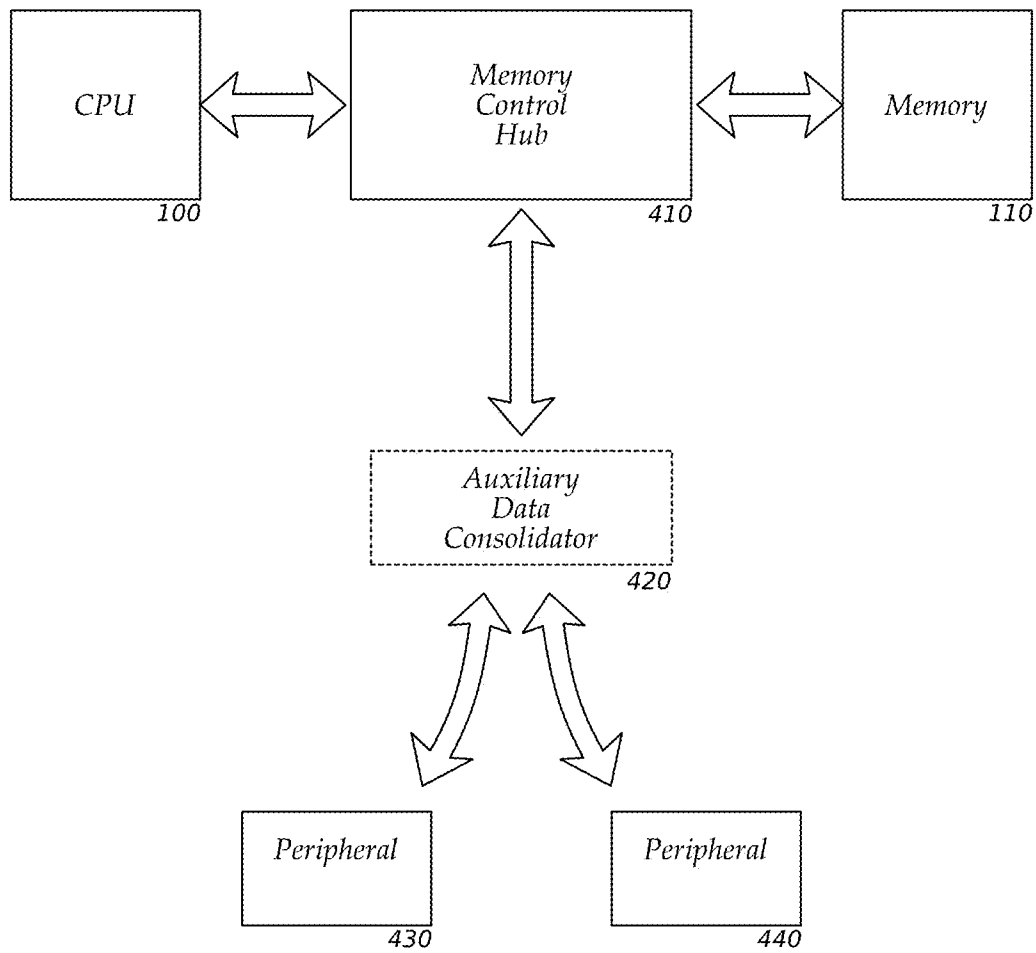 CPU
Memory
Control
Hub
Memory
100
410
110
Auxiliary
Data
Consolidator
420
Peripheral
Peripheral
430
440